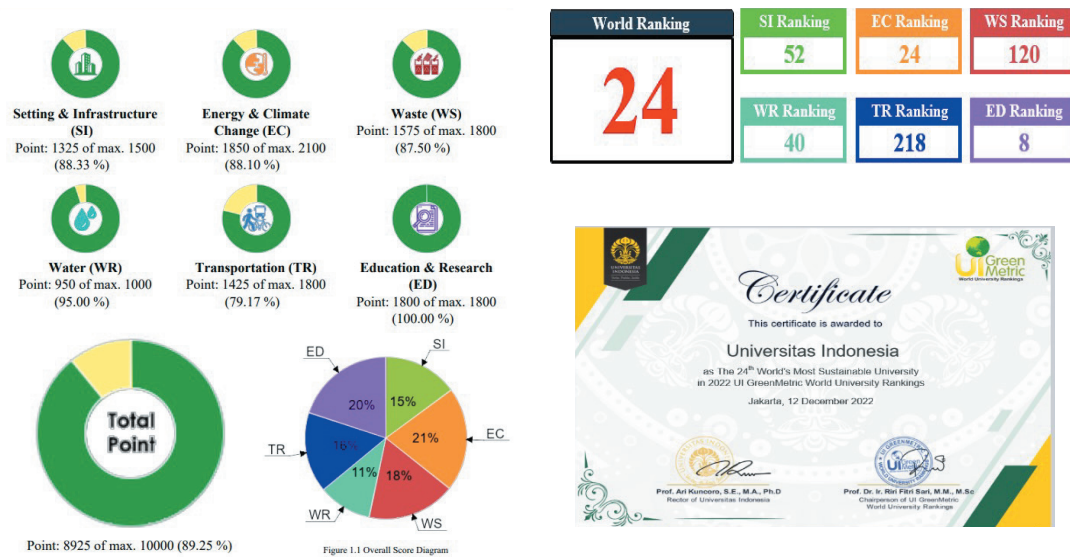 Setting & Infrastructure
(SI)
Point: 1325 of max. 1500
(88.33 %)
Energy & Climate
Change (EC)
Point: 1850 of max. 2100
(88.10 %)
Waste (WS)
Point: 1575 of max. 1800
(87.50 %)
Water (WR)
Point: 950 of max. 1000
(95.00 %)
Transportation (TR)
Point: 1425 of max. 1800
(79.17 %)
Education & Research
(ED)
Point: 1800 of max. 1800
(100.00 %)
Total
Point
Point: 8925 of max. 10000 (89.25 %)
ED
SI
20%
15%
TR
16%
21%
EC
11%
18%
WR
WS
Figure 1.1 Overall Score Diagram
World Ranking
24
SI Ranking
52
EC Ranking
24
WS Ranking
120
WR Ranking
40
TR Ranking
218
ED Ranking
8
UNIVERSITAS
INDONESIA
UI Green
Metric
World University Rankings
Certificate
This certificate is awarded to
Universitas Indonesia
as The 24th World's Most Sustainable University
in 2022 UI GreenMetric World University Rankings
Jakarta, 12 December 2022
Prof. Ari Kuncoro, S.E., M.A., Ph.D
Rector of Universitas Indonesia
Prof. Dr. Ir. Riri Fitri Sari, M.M., M.Sc
Chairperson of UI GreenMetric
World University Rankings